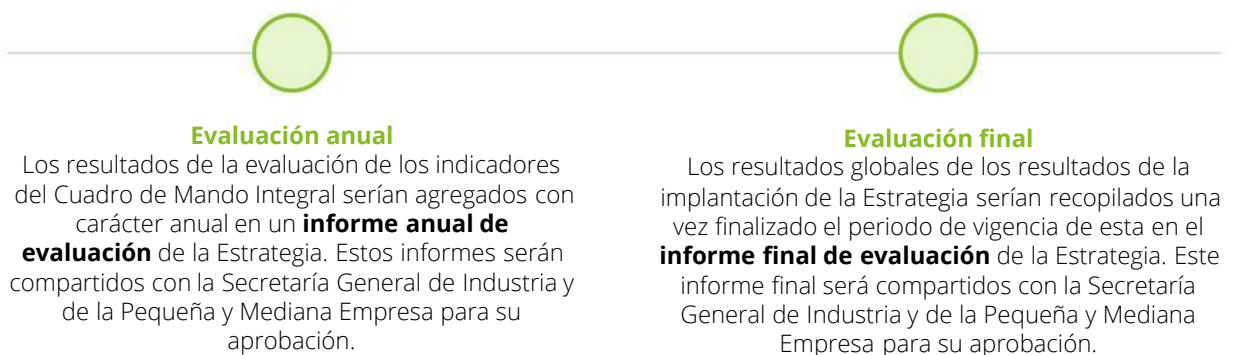 Evaluación anual
Los resultados de la evaluación de los indicadores
del Cuadro de Mando Integral serían agregados con
carácter anual en un informe anual de
evaluación de la Estrategia. Estos informes serán
compartidos con la Secretaría General de Industria y
de la Pequeña y Mediana Empresa para su
aprobación.
Evaluación final
Los resultados globales de los resultados de la
implantación de la Estrategia serían recopilados una
vez finalizado el periodo de vigencia de esta en el
informe final de evaluación de la Estrategia. Este
informe final será compartidos con la Secretaría
General de Industria y de la Pequeña y Mediana
Empresa para su aprobación.